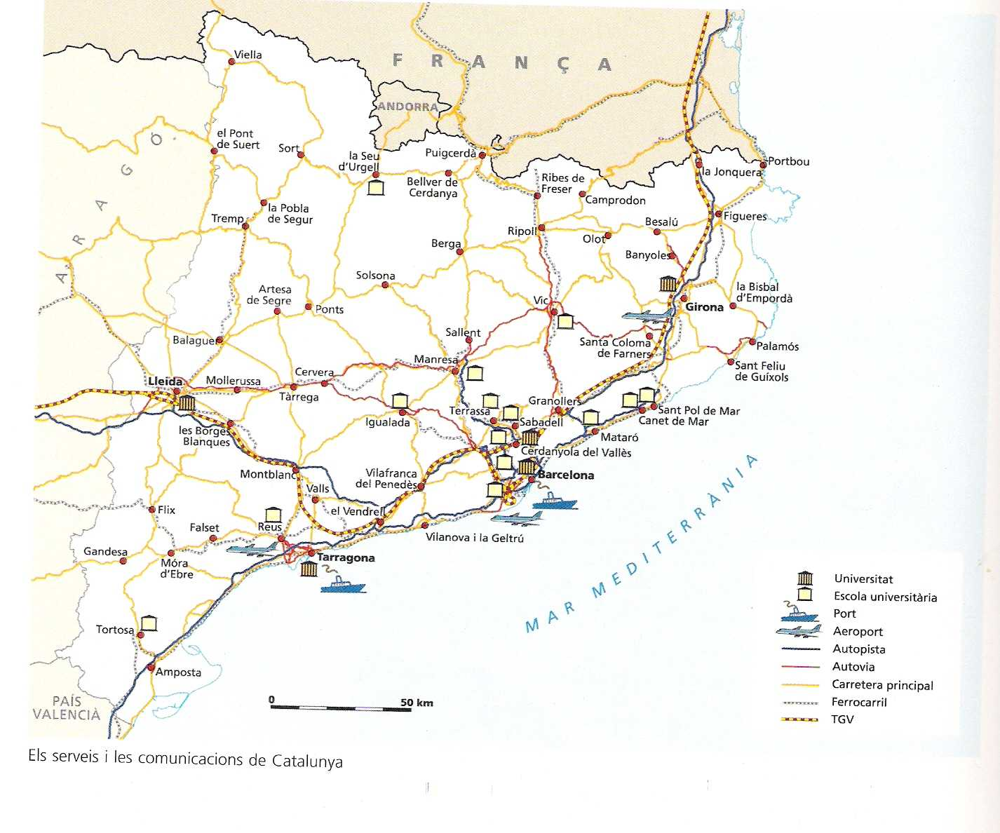 Viella
F R A N Ç A
ANDORRA
el Pont
de Suert
Sort
la Seu
d'Urgell
Puigcerdà
Bellver de
Cerdanya
Ribes de
Freser
Camprodon
la Jonquera
Portbou
A R A G Ó
la Pobla
de Segur
Tremp
Ripoll
Olot
Besalú
Figueres
Banyoles
Berga
Solsona
Artesa
de Segre
Ponts
Vic
la Bisbal
d'Empordà
Girona
Balaguer
Sallent
Santa Coloma
de Farners
Palamós
Manresa
Sant Feliu
de Guíxols
Lleida
Mollerussa
Cervera
Tàrrega
Igualada
Terrassa
Granollers
Sabadell
Sant Pol de Mar
Canet de Mar
Mataró
les Borges
Blanques
Cerdanyola del Vallès
Montblanc
Vilafranca
del Penedès
Barcelona
Valls
Flix
el Vendrell
Reus
Falset
Vilanova i la Geltrú
Gandesa
Móra
d'Ebre
Tarragona
MAR MEDITERRÀNIA
Tortosa
Amposta
PAÍS
VALENCIÀ
0 50 km
Universitat
Escola universitària
Port
Aeroport
Autopista
Autovia
Carretera principal
Ferrocarril
TGV
Els serveis i les comunicacions de Catalunya